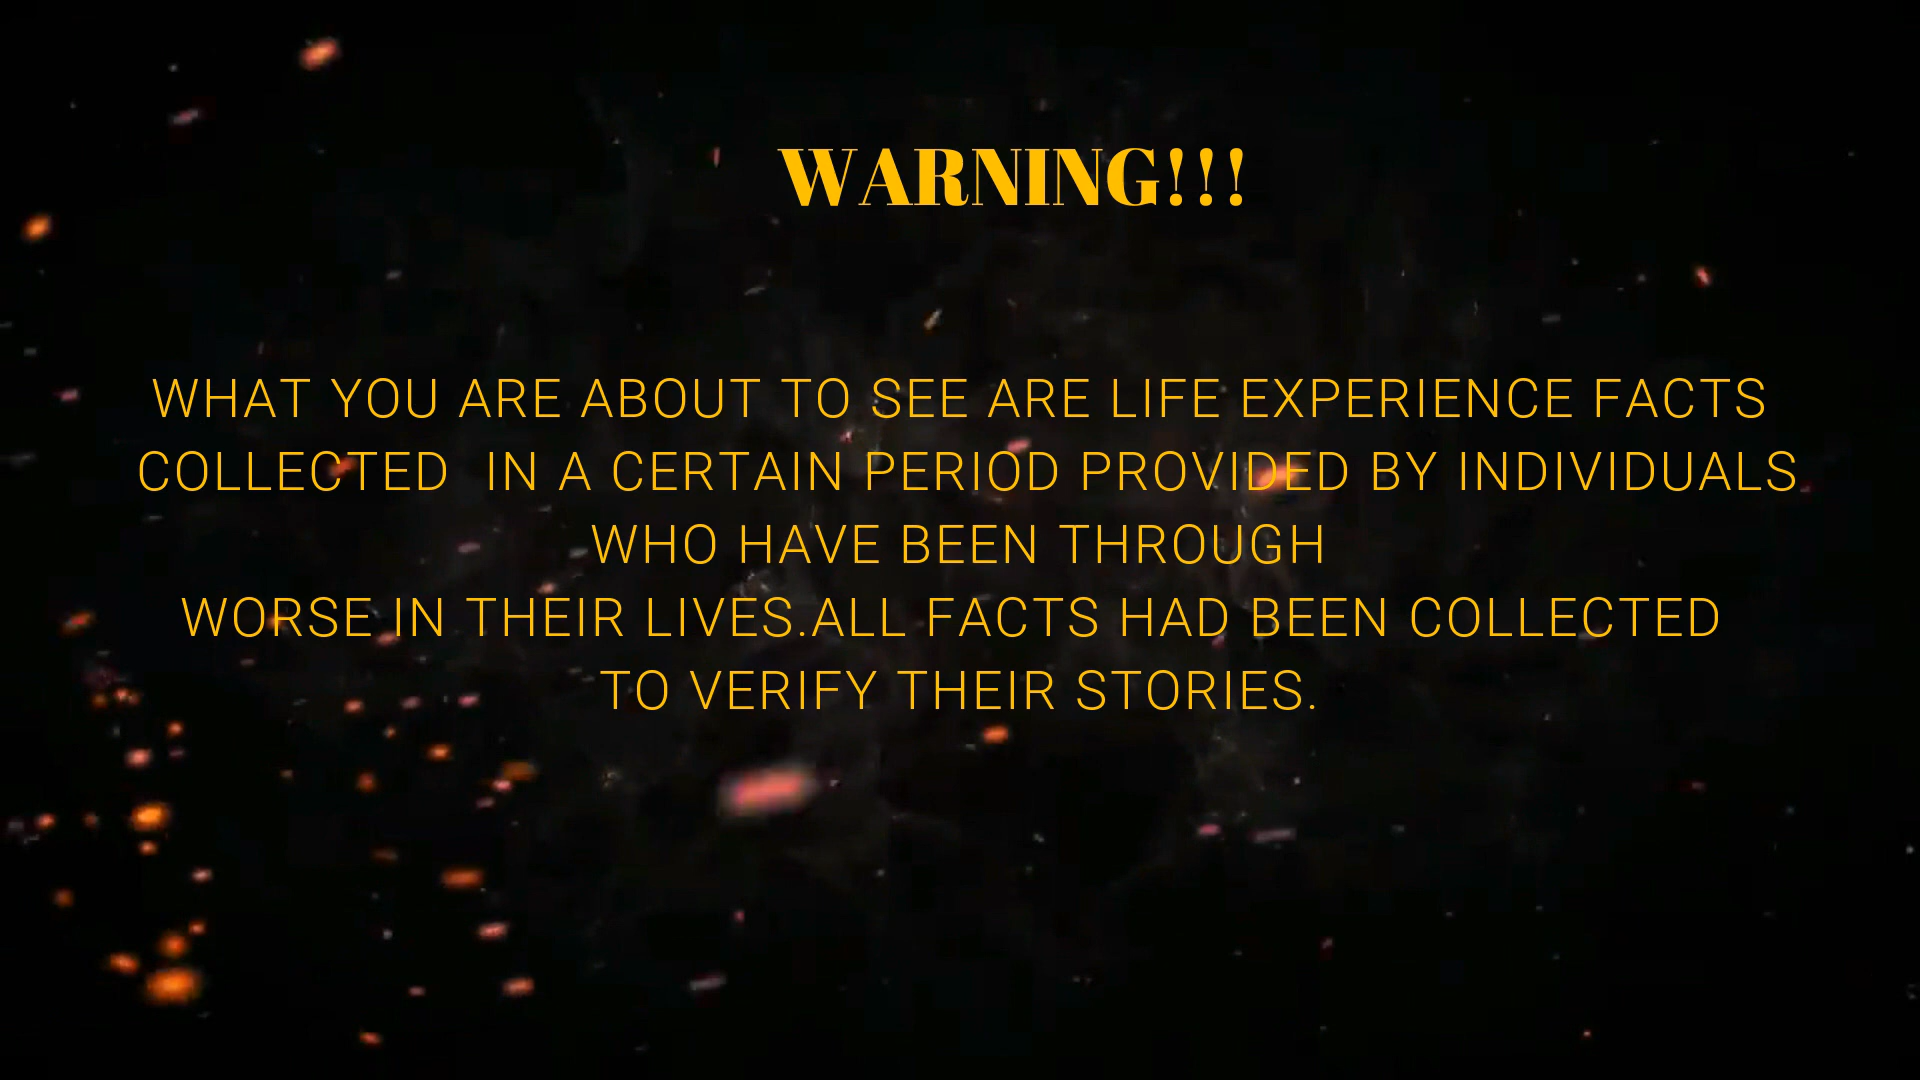 WARNING!!!
WHAT YOU ARE ABOUT TO SEE ARE LIFE EXPERIENCE FACTS
COLLECTED  IN A CERTAIN PERIOD PROVIDED BY INDIVIDUALS
WHO HAVE BEEN THROUGH
WORSE IN THEIR LIVES.ALL FACTS HAD BEEN COLLECTED
TO VERIFY THEIR STORIES.